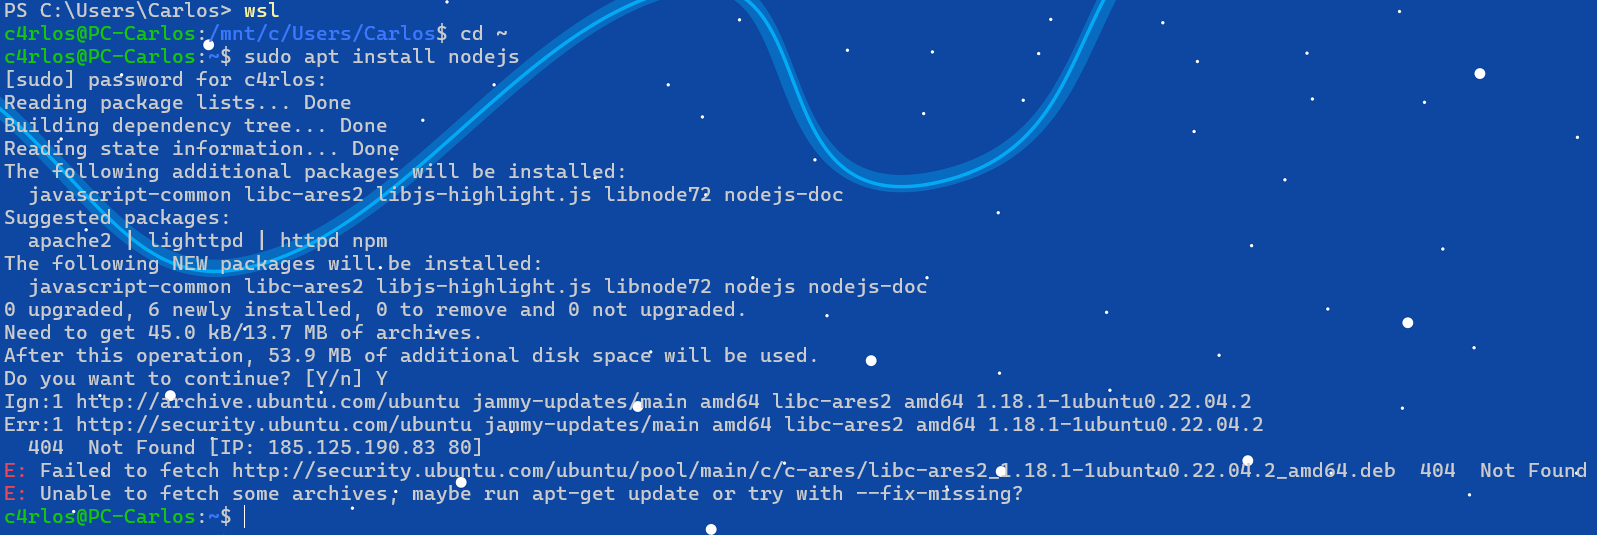 PS C:\Users\Carlos> wsl
c4rlos@PC-Carlos:/mnt/c/Users/Carlos$ cd ~
c4rlos@PC-Carlos:~$ sudo apt install nodejs
[sudo] password for c4rlos:
Reading package lists... Done
Building dependency tree... Done
Reading state information... Done
The following additional packages will be installed:
  javascript-common libc-ares2 libjs-highlight.js libnode72 nodejs-doc
Suggested packages:
  apache2 | lighttpd | httpd npm
The following NEW packages will be installed:
  javascript-common libc-ares2 libjs-highlight.js libnode72 nodejs nodejs-doc
0 upgraded, 6 newly installed, 0 to remove and 0 not upgraded.
Need to get 45.0 kB/13.7 MB of archives.
After this operation, 53.9 MB of additional disk space will be used.
Do you want to continue? [Y/n] Y
Ign:1 http://archive.ubuntu.com/ubuntu jammy-updates/main amd64 libc-ares2 amd64 1.18.1-1ubuntu0.22.04.2
Err:1 http://security.ubuntu.com/ubuntu jammy-updates/main amd64 libc-ares2 amd64 1.18.1-1ubuntu0.22.04.2
  404  Not Found [IP: 185.125.190.83 80]
E: Failed to fetch http://security.ubuntu.com/ubuntu/pool/main/c/c-ares/libc-ares2_1.18.1-1ubuntu0.22.04.2_amd64.deb  404  Not Found
E: Unable to fetch some archives, maybe run apt-get update or try with --fix-missing?
c4rlos@PC-Carlos:~$